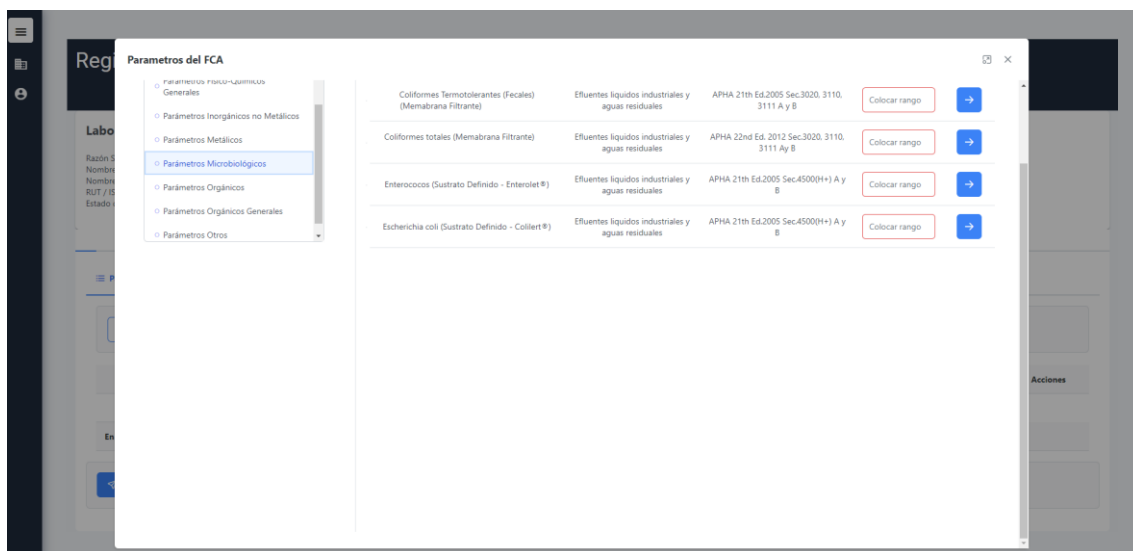 Regi
Parametros del FCA
Parámetros Físico-Químicos
Generales
Parámetros Inorgánicos no Metálicos
Parámetros Metálicos
Parámetros Microbiológicos
Parámetros Orgánicos
Parámetros Orgánicos Generales
Parámetros Otros
Coliformes Termotolerantes (Fecales)
(Memabrana Filtrante)
Efluentes liquidos industriales y
aguas residuales
APHA 21th Ed.2005 Sec.3020, 3110,
3111 A y B
Colocar rango
Coliformes totales (Memabrana Filtrante)
Efluentes liquidos industriales y
aguas residuales
APHA 22nd Ed. 2012 Sec.3020, 3110,
3111 Ay B
Colocar rango
Enterococos (Sustrato Definido - Enterolet®)
Efluentes liquidos industriales y
aguas residuales
APHA 21th Ed.2005 Sec.4500(H+) A y
B
Colocar rango
Escherichia coli (Sustrato Definido - Colilert®)
Efluentes liquidos industriales y
aguas residuales
APHA 21th Ed.2005 Sec.4500(H+) A y
B
Colocar rango
Labo
Razón S
Nombre
Nombre
RUT / IS
Estado
P
Acciones
En